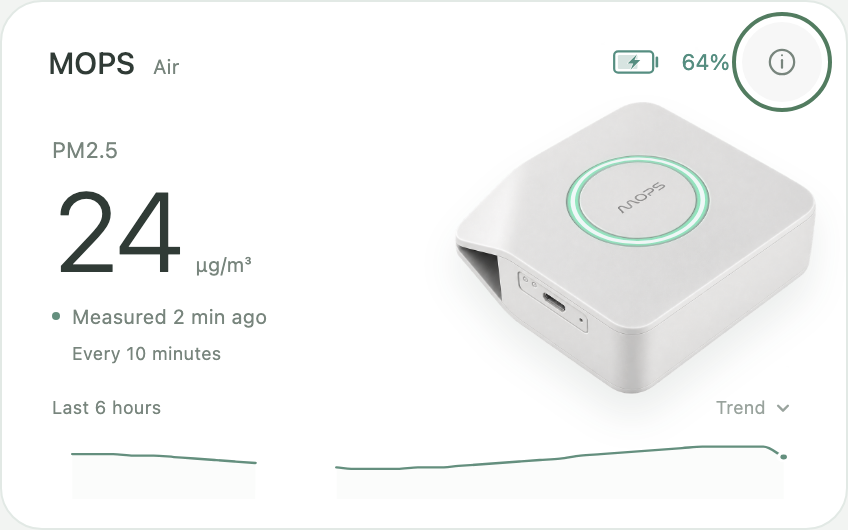 MOPS Air
64%
PM2.5
24 µg/m³
MOPS
Measured 2 min ago
Every 10 minutes
Last 6 hours
Trend